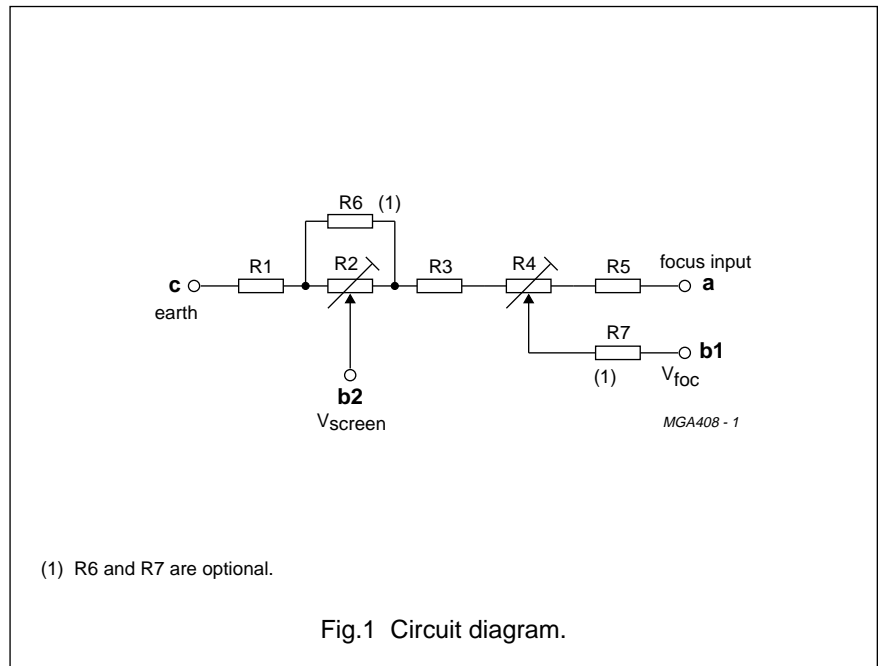 R6 (1)
R1 R2 R3 R4 R5 focus input
c a
earth
R7 b1
(1) Vfoc
b2
Vscreen
MGA408 - 1
(1) R6 and R7 are optional.
Fig.1 Circuit diagram.